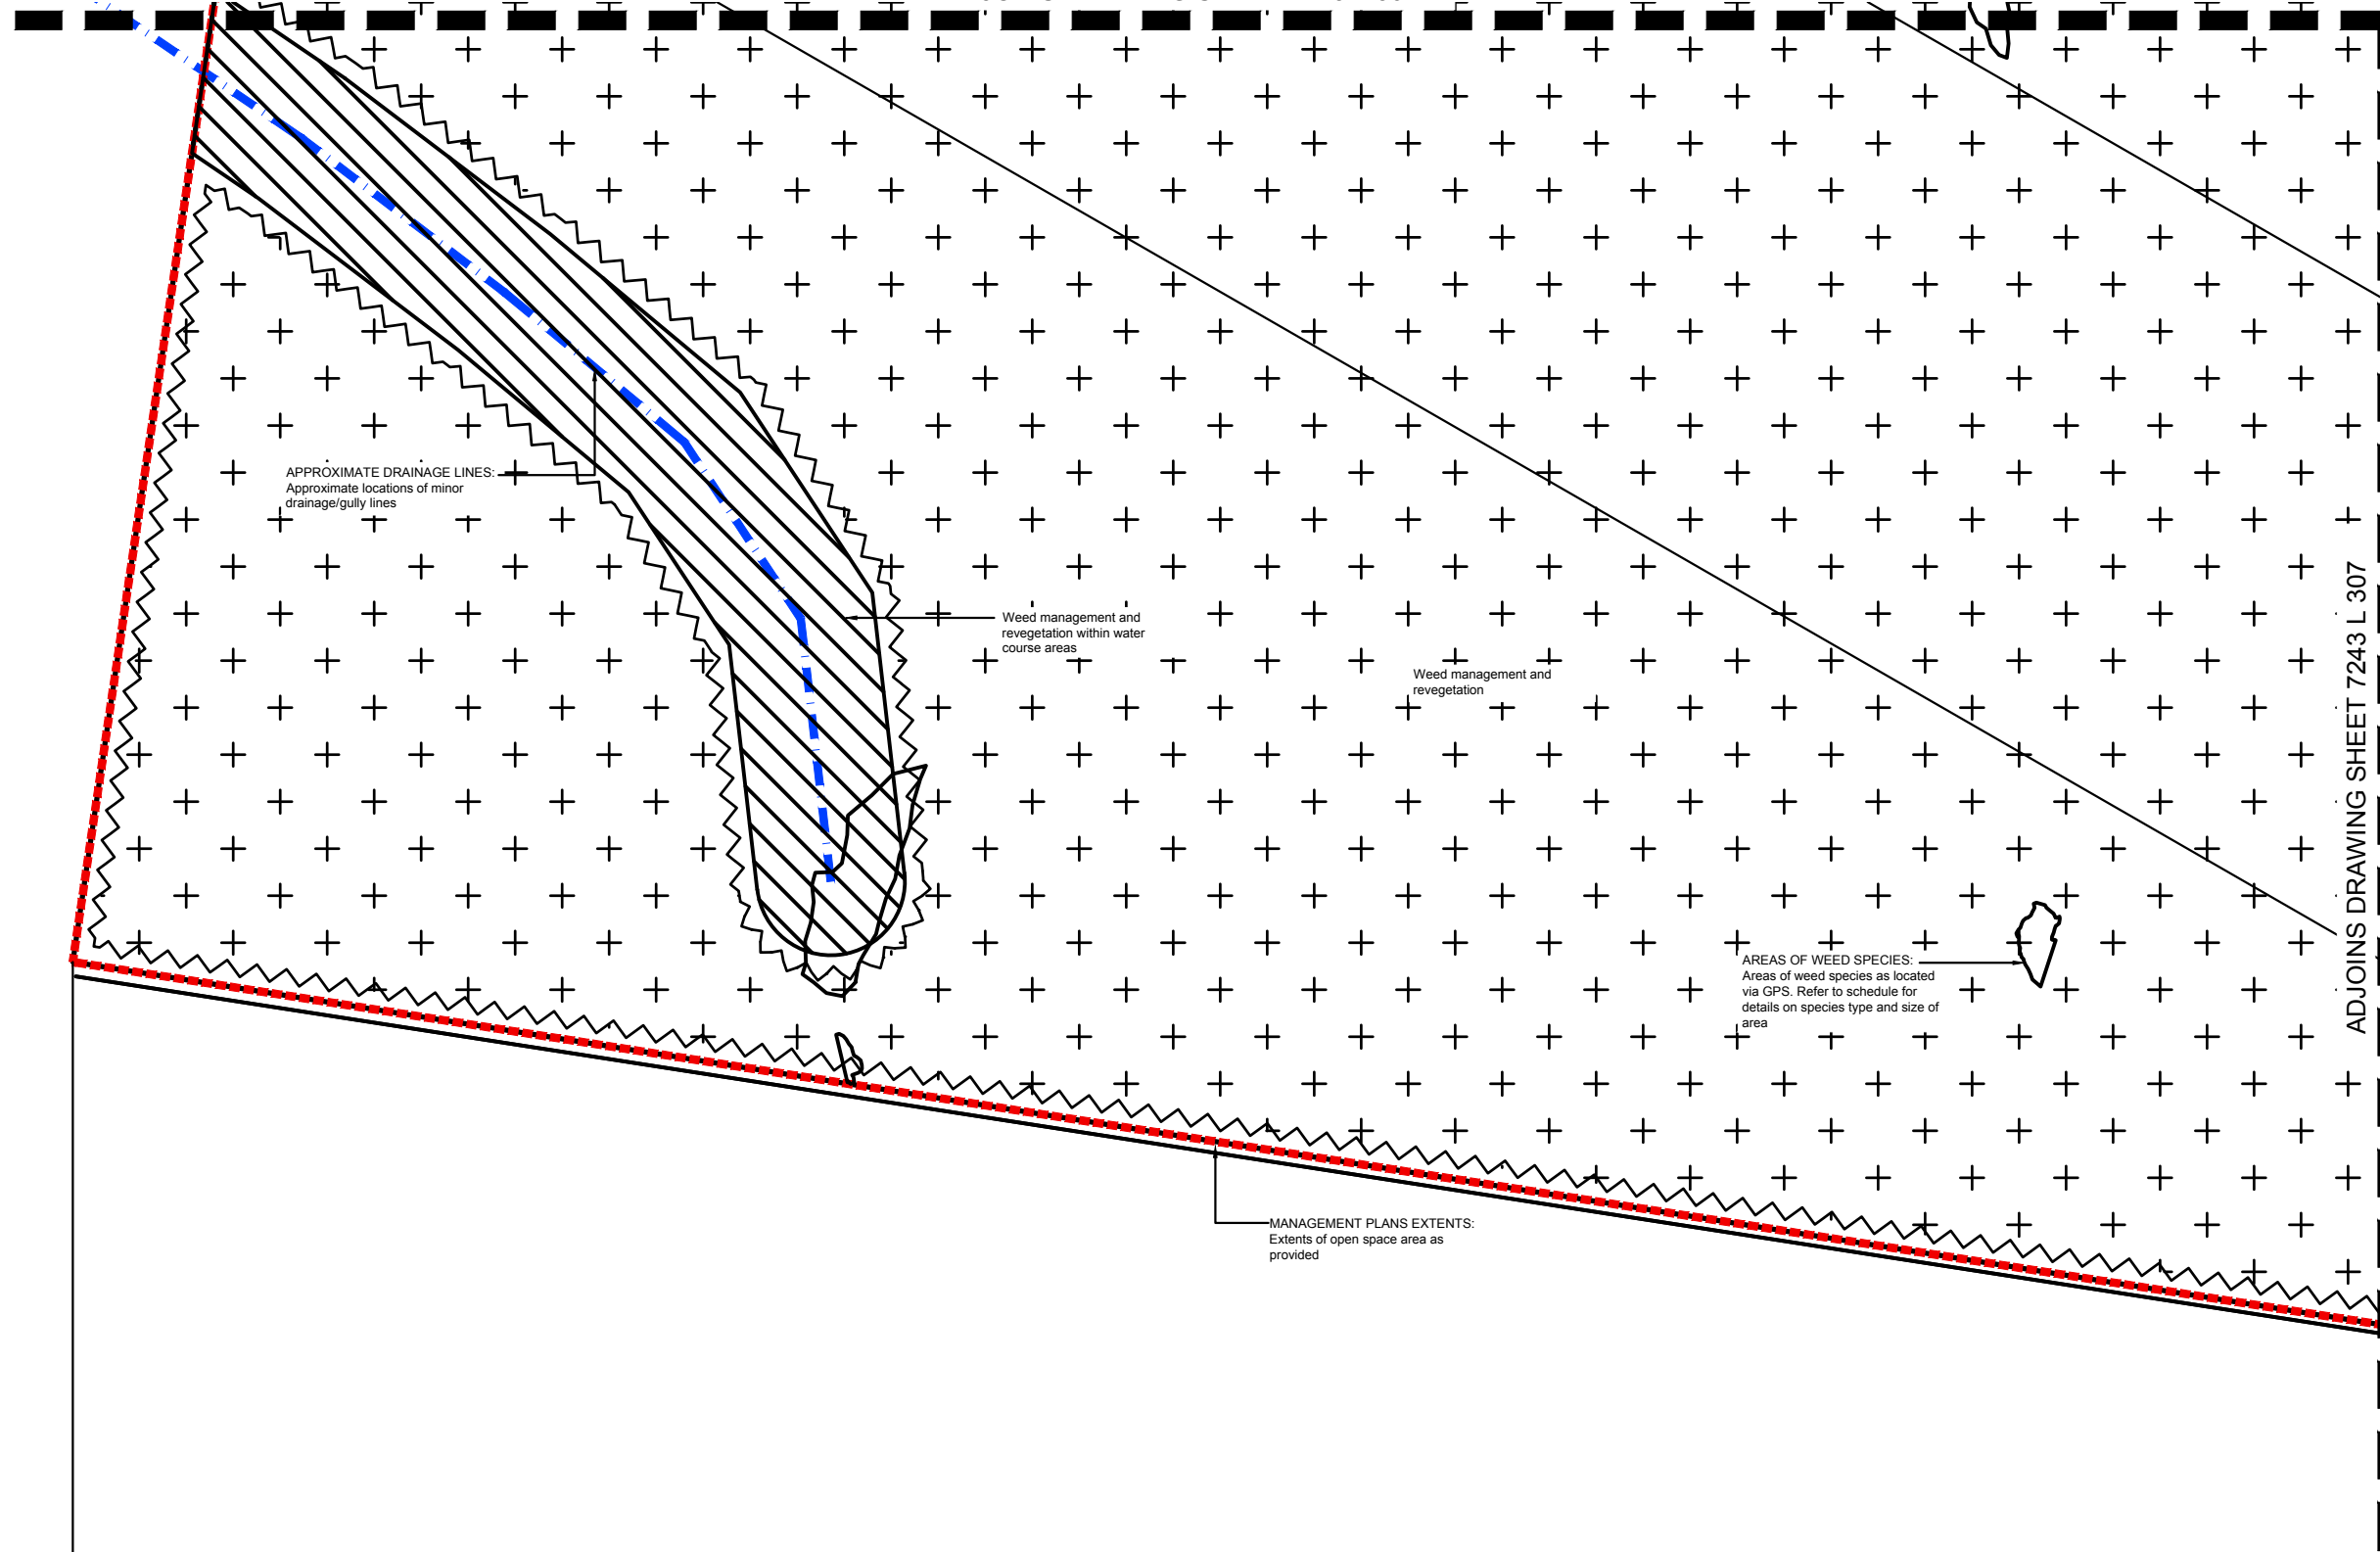 APPROXIMATE DRAINAGE LINES:
Approximate locations of minor
drainage/gully lines
Weed management and
revegetation within water
course areas
Weed management and
revegetation
AREAS OF WEED SPECIES:
Areas of weed species as located
via GPS. Refer to schedule for
details on species type and size of
area
MANAGEMENT PLANS EXTENTS:
Extents of open space area as
provided
ADJOINS DRAWING SHEET 7243 L 307